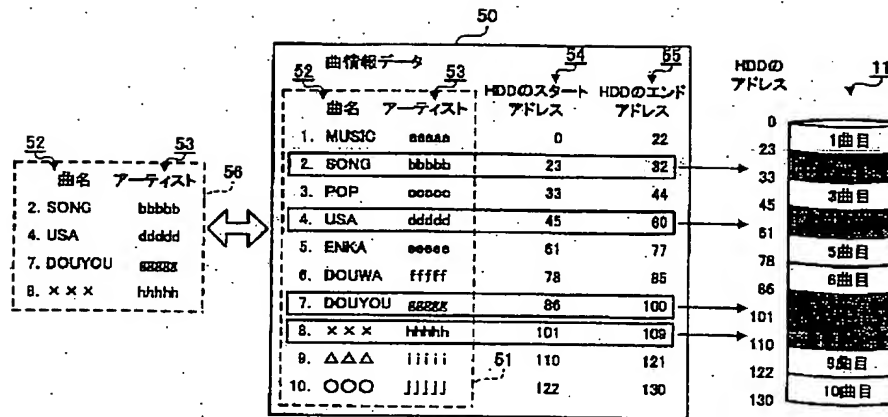 50
曲情報データ
52 53 54 55
曲名 アーティスト HDDのスタートアドレス HDDのエンドアドレス
1. MUSIC aaaaa 0 22
2. SONG bbbbb 23 32
3. POP ccccc 33 44
4. USA ddddd 45 60
5. ENKA eeeee 61 77
6. DOUWA fffff 78 85
7. DOUYOU ggggg 86 100
8. ××× hhhhh 101 109
9. △△△ iiiii 110 121
10. ○○○ jjjjj 122 130
51
52 53
曲名 アーティスト 56
2. SONG bbbbb
4. USA ddddd
7. DOUYOU ggggg
8. ××× hhhhh
HDDの
アドレス
11
0
1曲目
23
33
3曲目
45
61
5曲目
78
6曲目
86
101
110
9曲目
122
10曲目
130